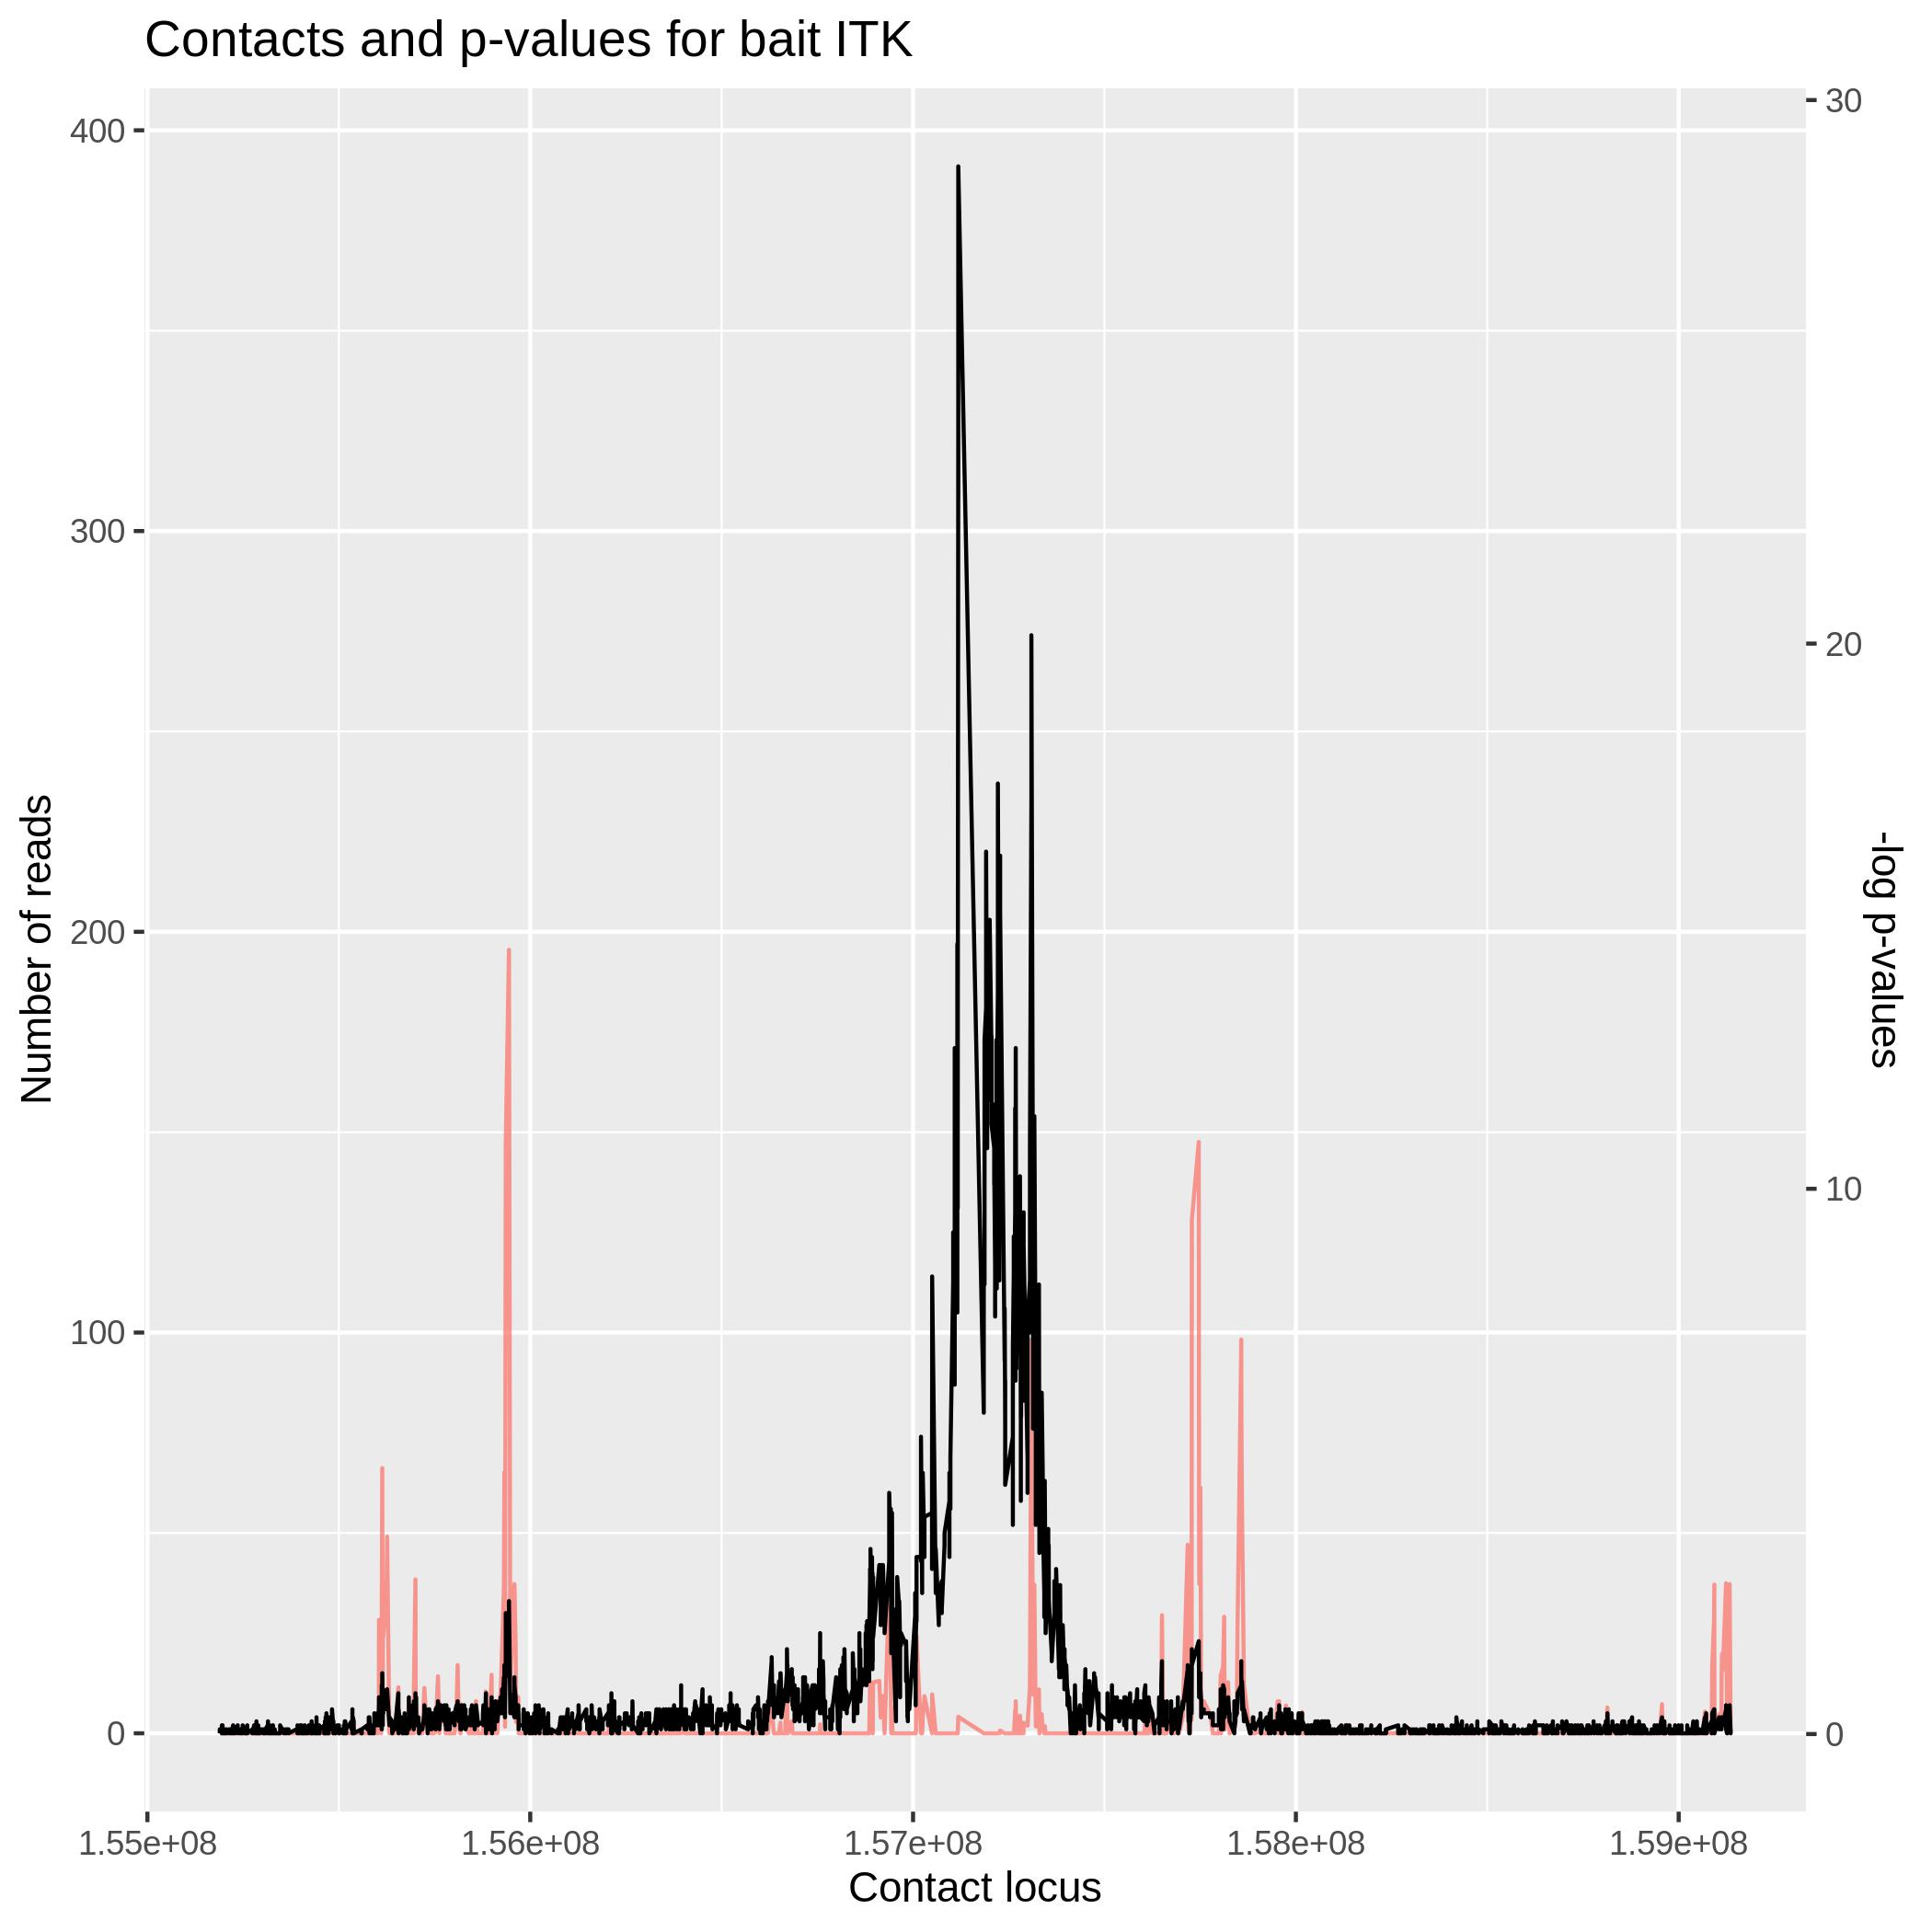 Contacts and p-values for bait ITK
400
300
200
100
0
Number of reads
30
20
10
0
-log p-values
1.55e+08
1.56e+08
1.57e+08
1.58e+08
1.59e+08
Contact locus